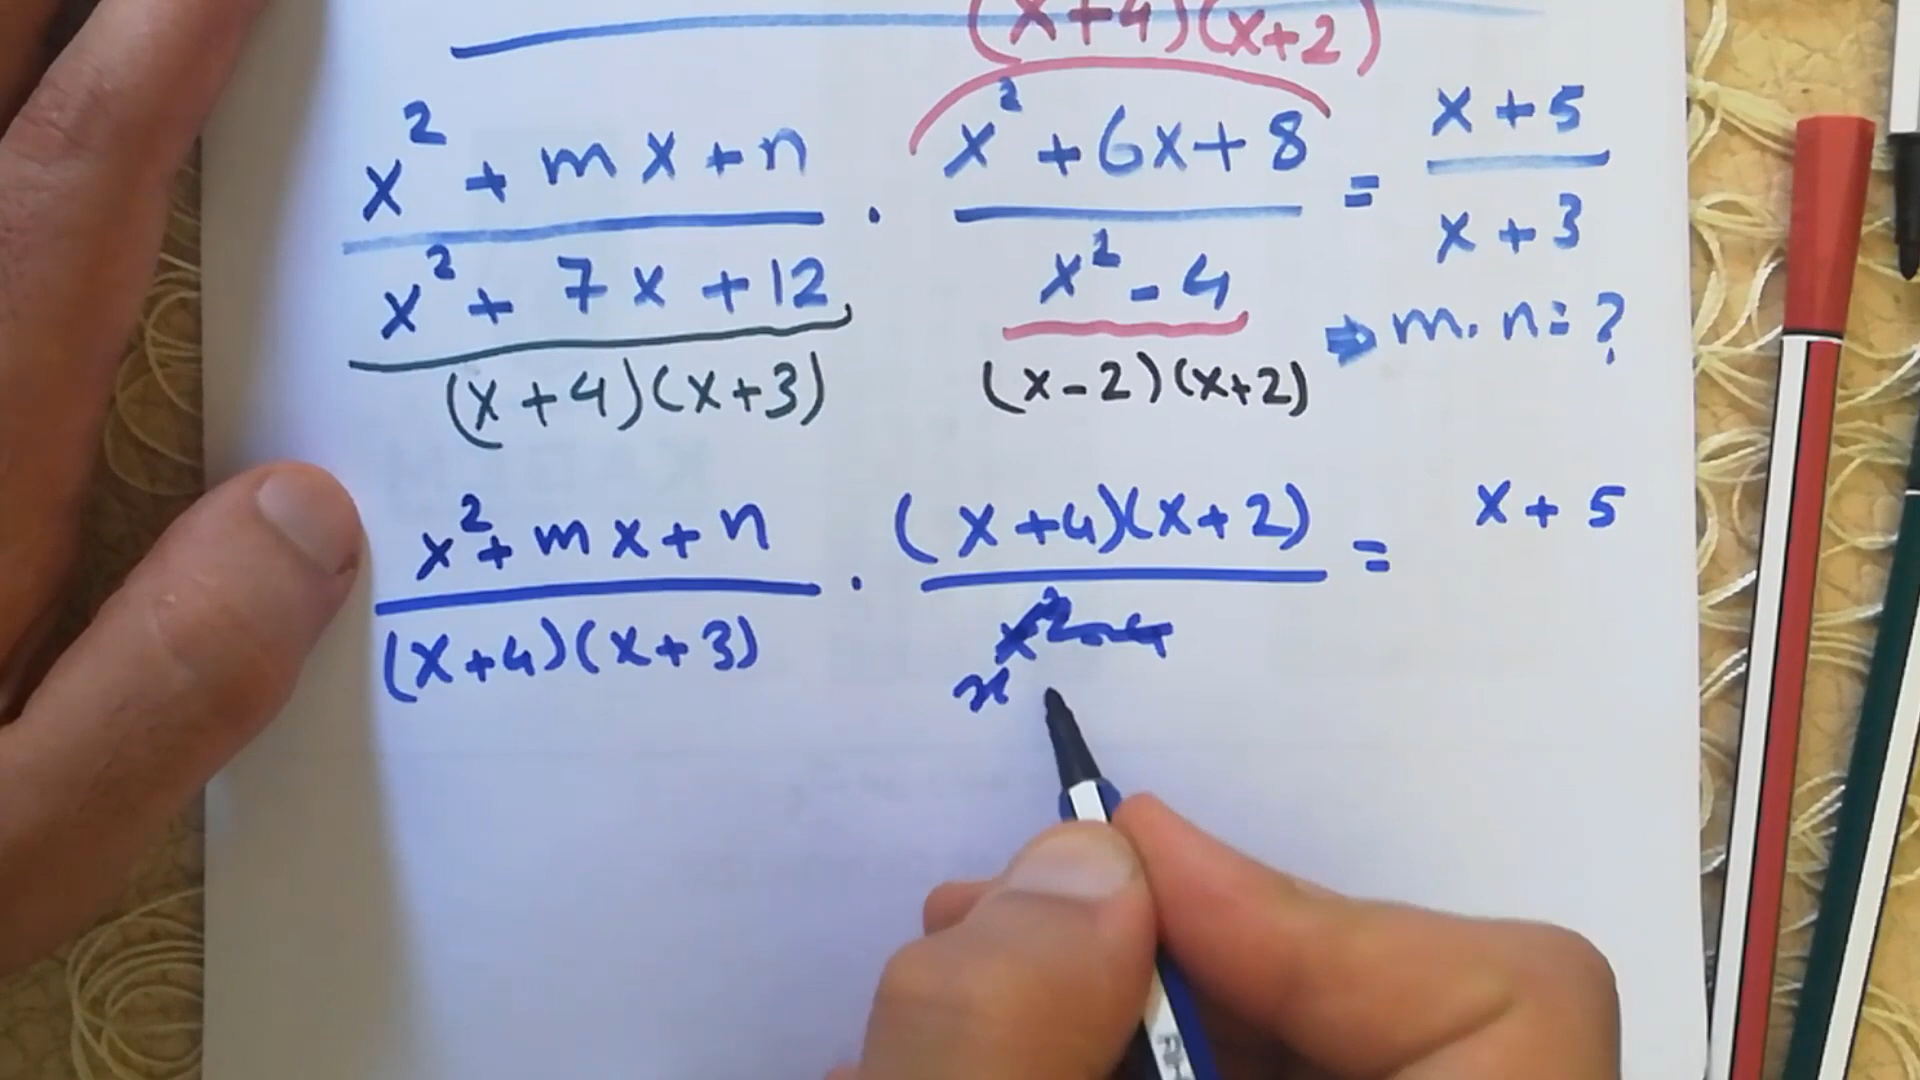 (x+4)(x+2)
x² + mx+n / x² + 7x +12 . x² +6x+8 / x² - 4 = x+5 / x+3
⇒ m. n = ?
(x+4)(x+3) (x-2)(x+2)
x² + mx+n / (x+4)(x+3) . (x+4)(x+2) / x = x+5